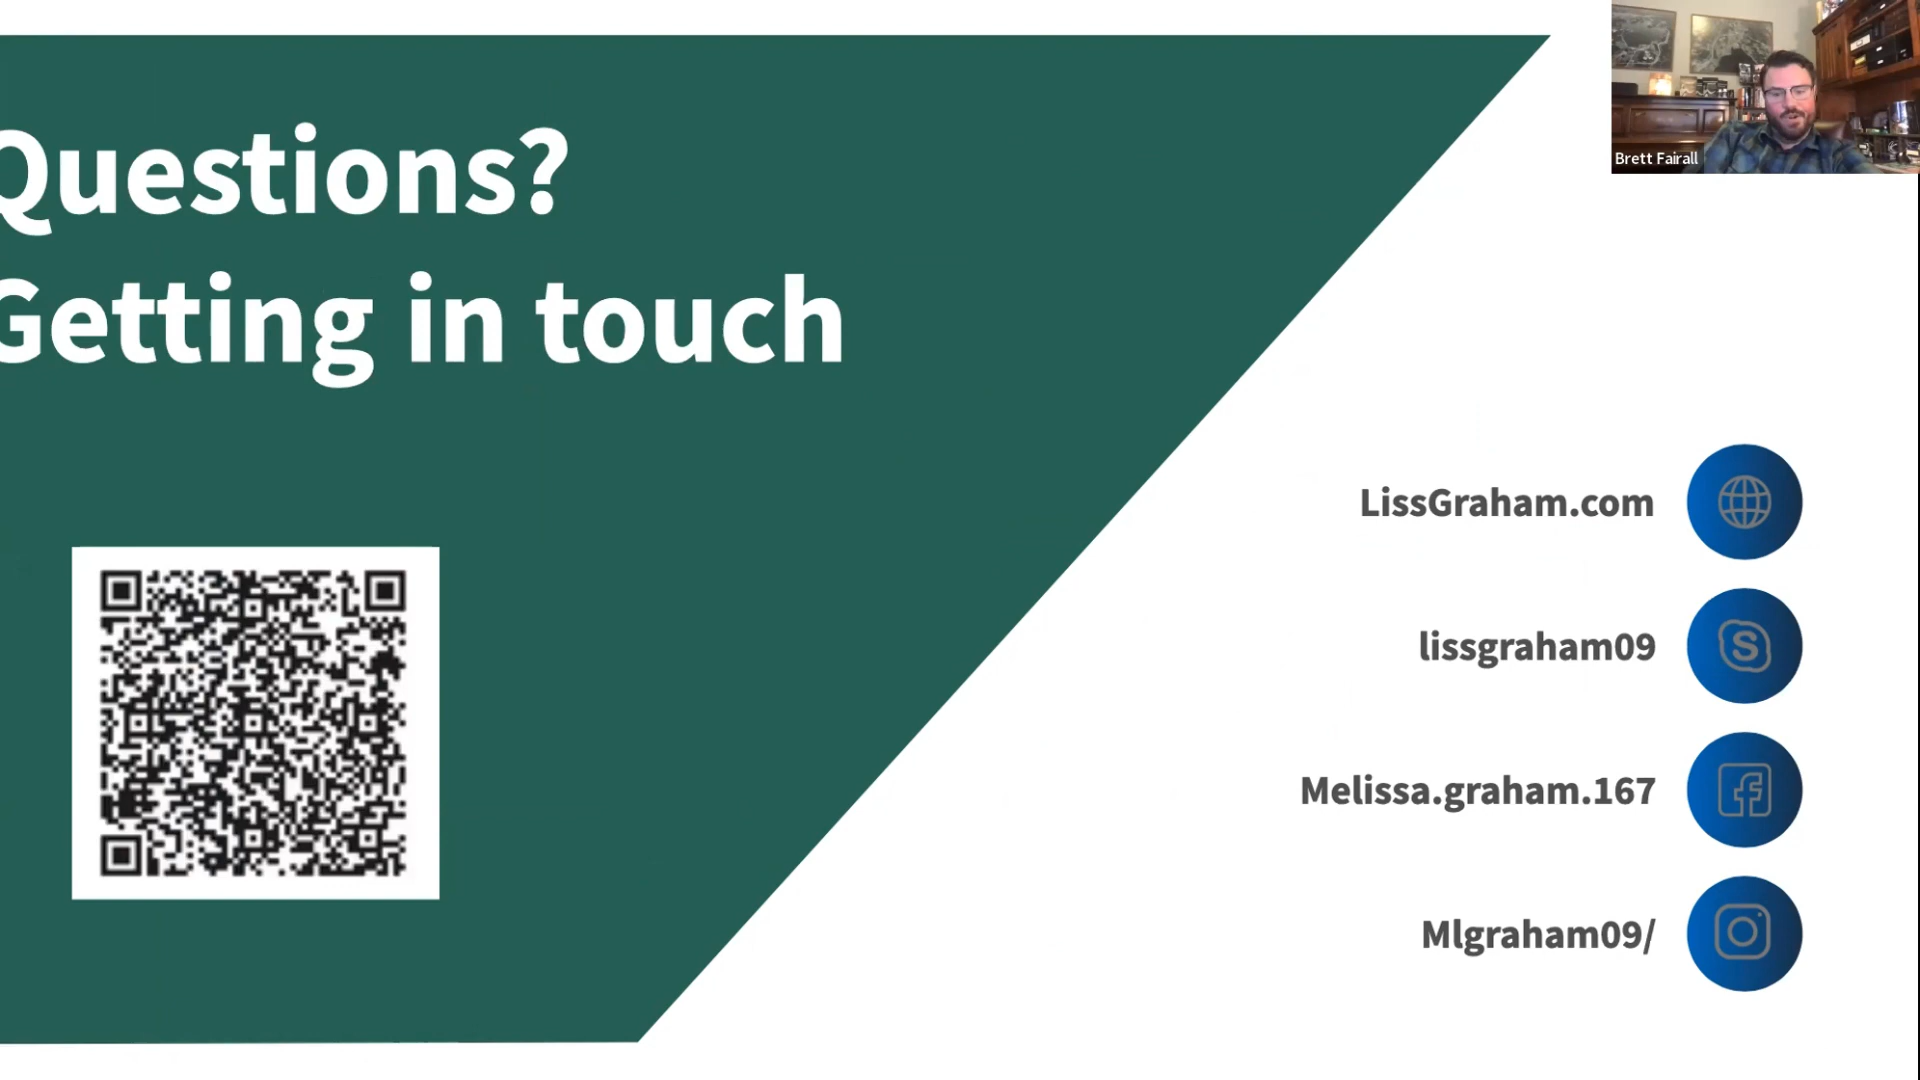 Questions?
Getting in touch
Brett Fairall
LissGraham.com
lissgraham09
Melissa.graham.167
Mlgraham09/